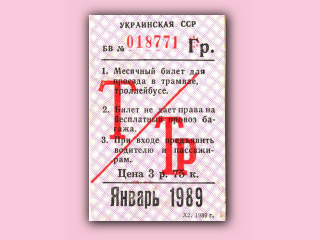 УКРАИНСКАЯ ССР
БВ № 018771 Гр.
1. Месячный билет для
проезда в трамвае,
тролнейбусе.
2. Билет не дает права на
бесплатный провоз ба-
гажа.
3. При входе предъявить
водителю и пассажи-
рам.
Т/Тр
Цена 3 р. 75 к.
Январь 1989